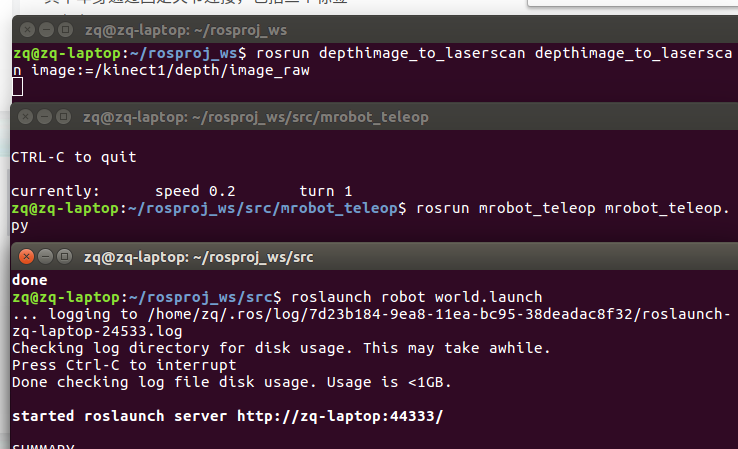 zq@zq-laptop: ~/rosproj_ws
zq@zq-laptop:~/rosproj_ws$ rosrun depthimage_to_laserscan depthimage_to_lasersca
n image:=/kinect1/depth/image_raw
zq@zq-laptop: ~/rosproj_ws/src/mrobot_teleop
CTRL-C to quit
currently:      speed 0.2       turn 1
zq@zq-laptop:~/rosproj_ws/src/mrobot_teleop$ rosrun mrobot_teleop mrobot_teleop.
py
zq@zq-laptop: ~/rosproj_ws/src
done
zq@zq-laptop:~/rosproj_ws/src$ roslaunch robot world.launch
... logging to /home/zq/.ros/log/7d23b184-9ea8-11ea-bc95-38deadac8f32/roslaunch-
zq-laptop-24533.log
Checking log directory for disk usage. This may take awhile.
Press Ctrl-C to interrupt
Done checking log file disk usage. Usage is <1GB.
started roslaunch server http://zq-laptop:44333/
SUMMARY